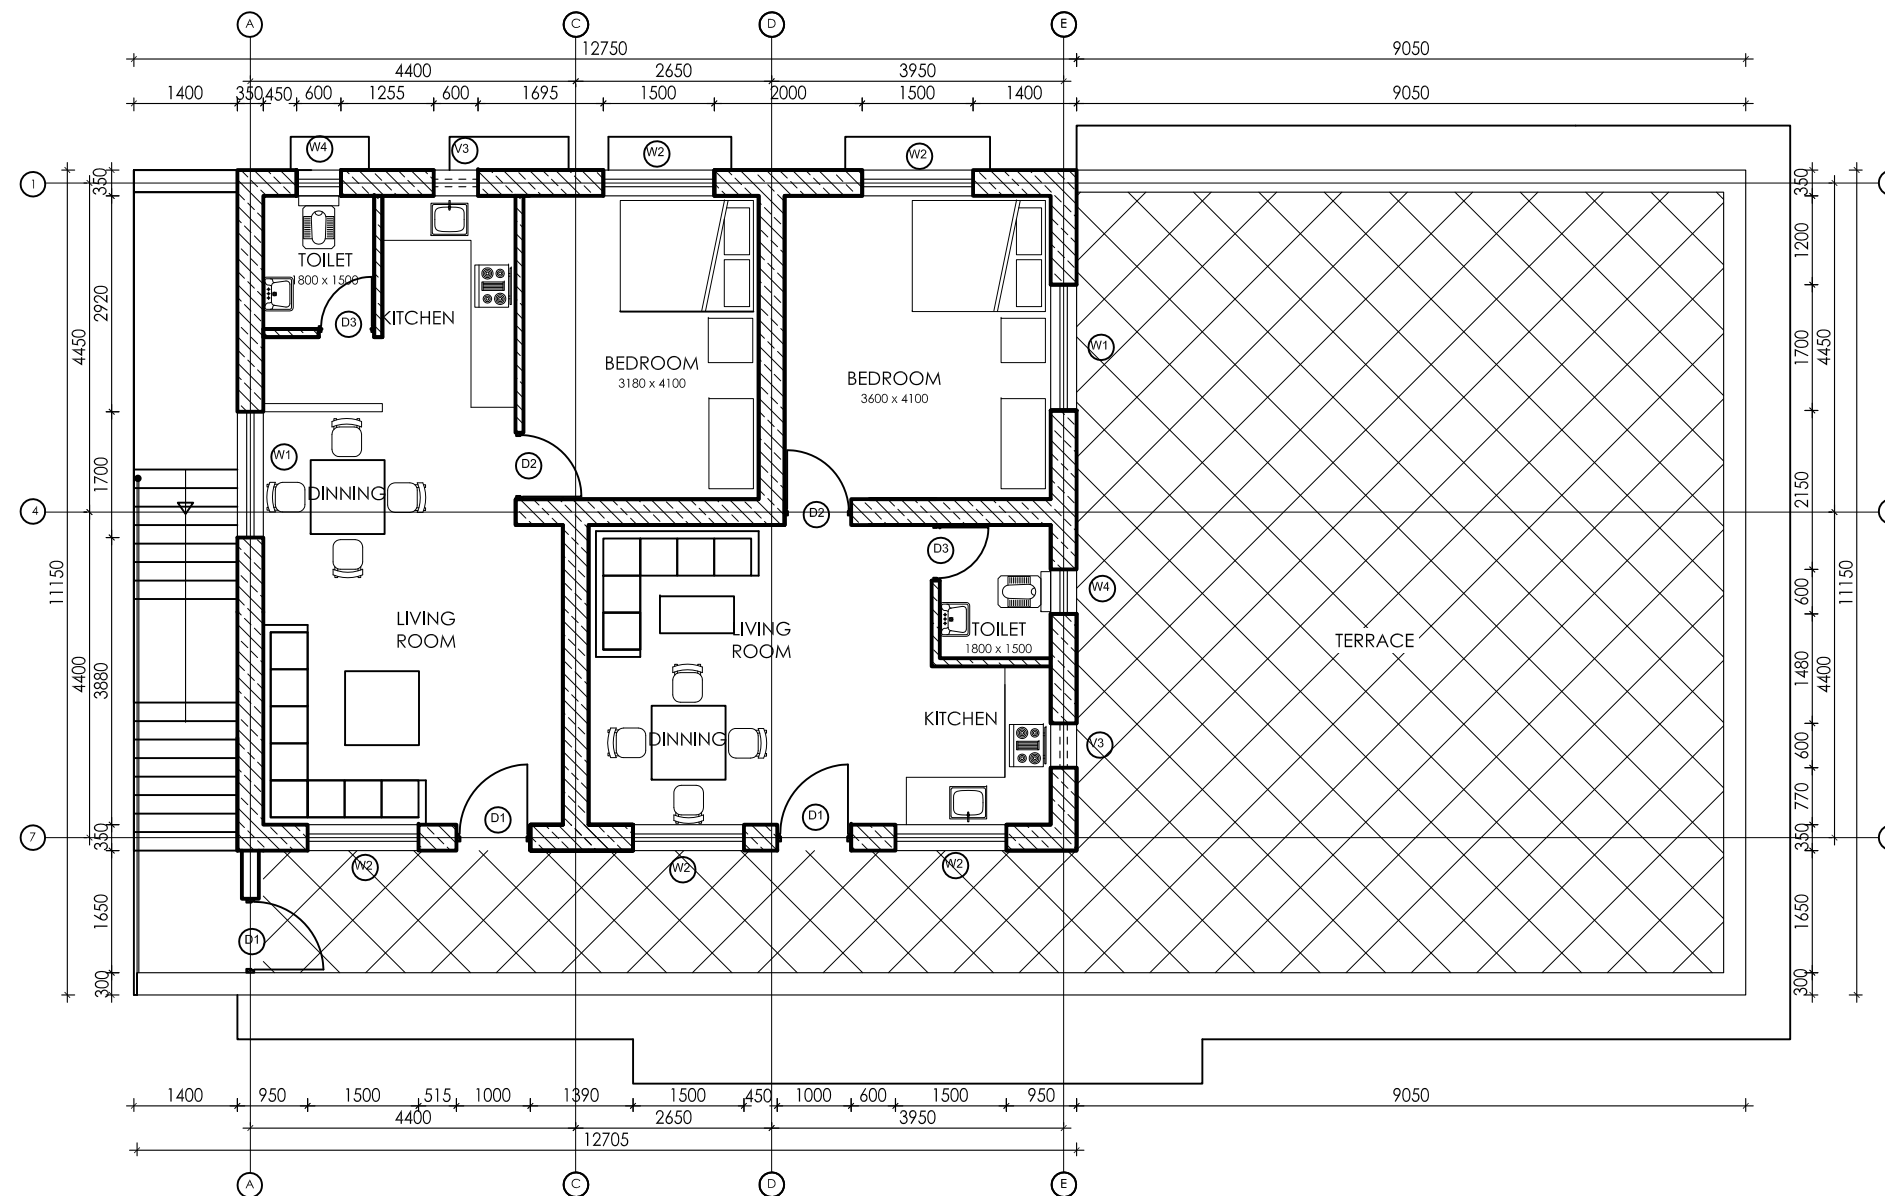 A C D E
12750 9050
4400 2650 3950
1400 350 450 600 1255 600 1695 1500 2000 1500 1400 9050
W4 V3 W2 W2
1
350 350
1200
TOILET
1800 x 1500
2920
4450
D3
KITCHEN
W1
1700
4450
BEDROOM
3180 x 4100
BEDROOM
3600 x 4100
W1
1700
DINNING
D2
4
D2
2150
D3
11150
W4
600
11150
LIVING
ROOM
LIVING
ROOM
TOILET
1800 x 1500
TERRACE
4400
3880
1480
4400
KITCHEN
DINNING
V3
600
770
D1 D1
7
350 350
W2 W2 W2
1650 1650
D1
300 300
1400 950 1500 515 1000 1390 1500 450 1000 600 1500 950 9050
4400 2650 3950
12705
A C D E